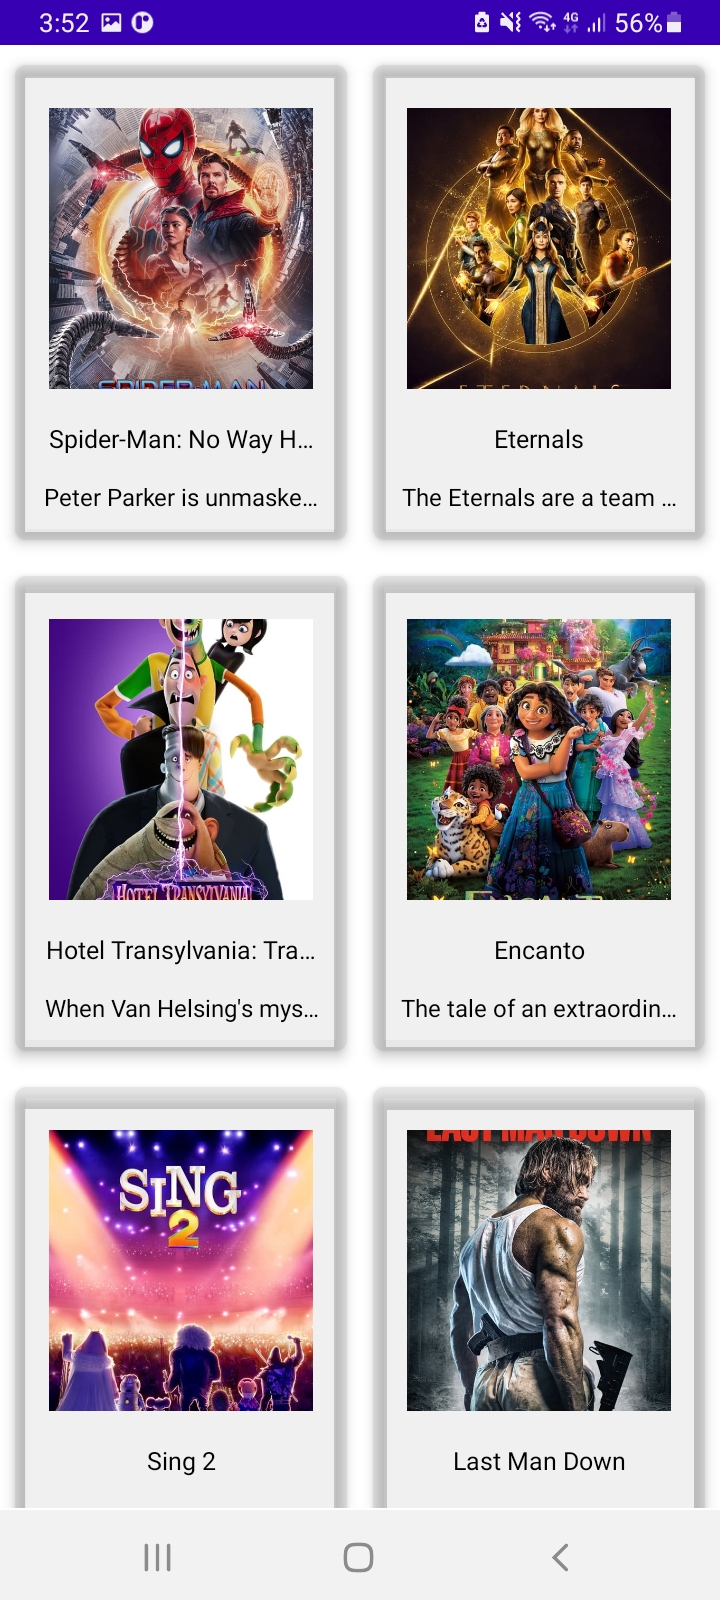 3:52
4G
56%
SPIDER-MAN
ETERNALS
Spider-Man: No Way H...
Eternals
Peter Parker is unmaske...
The Eternals are a team ...
HOTEL TRANSYLVANIA
ENCANTO
Hotel Transylvania: Tra...
Encanto
When Van Helsing's mys...
The tale of an extraordin...
SING
2
LAST MAN DOWN
Sing 2
Last Man Down